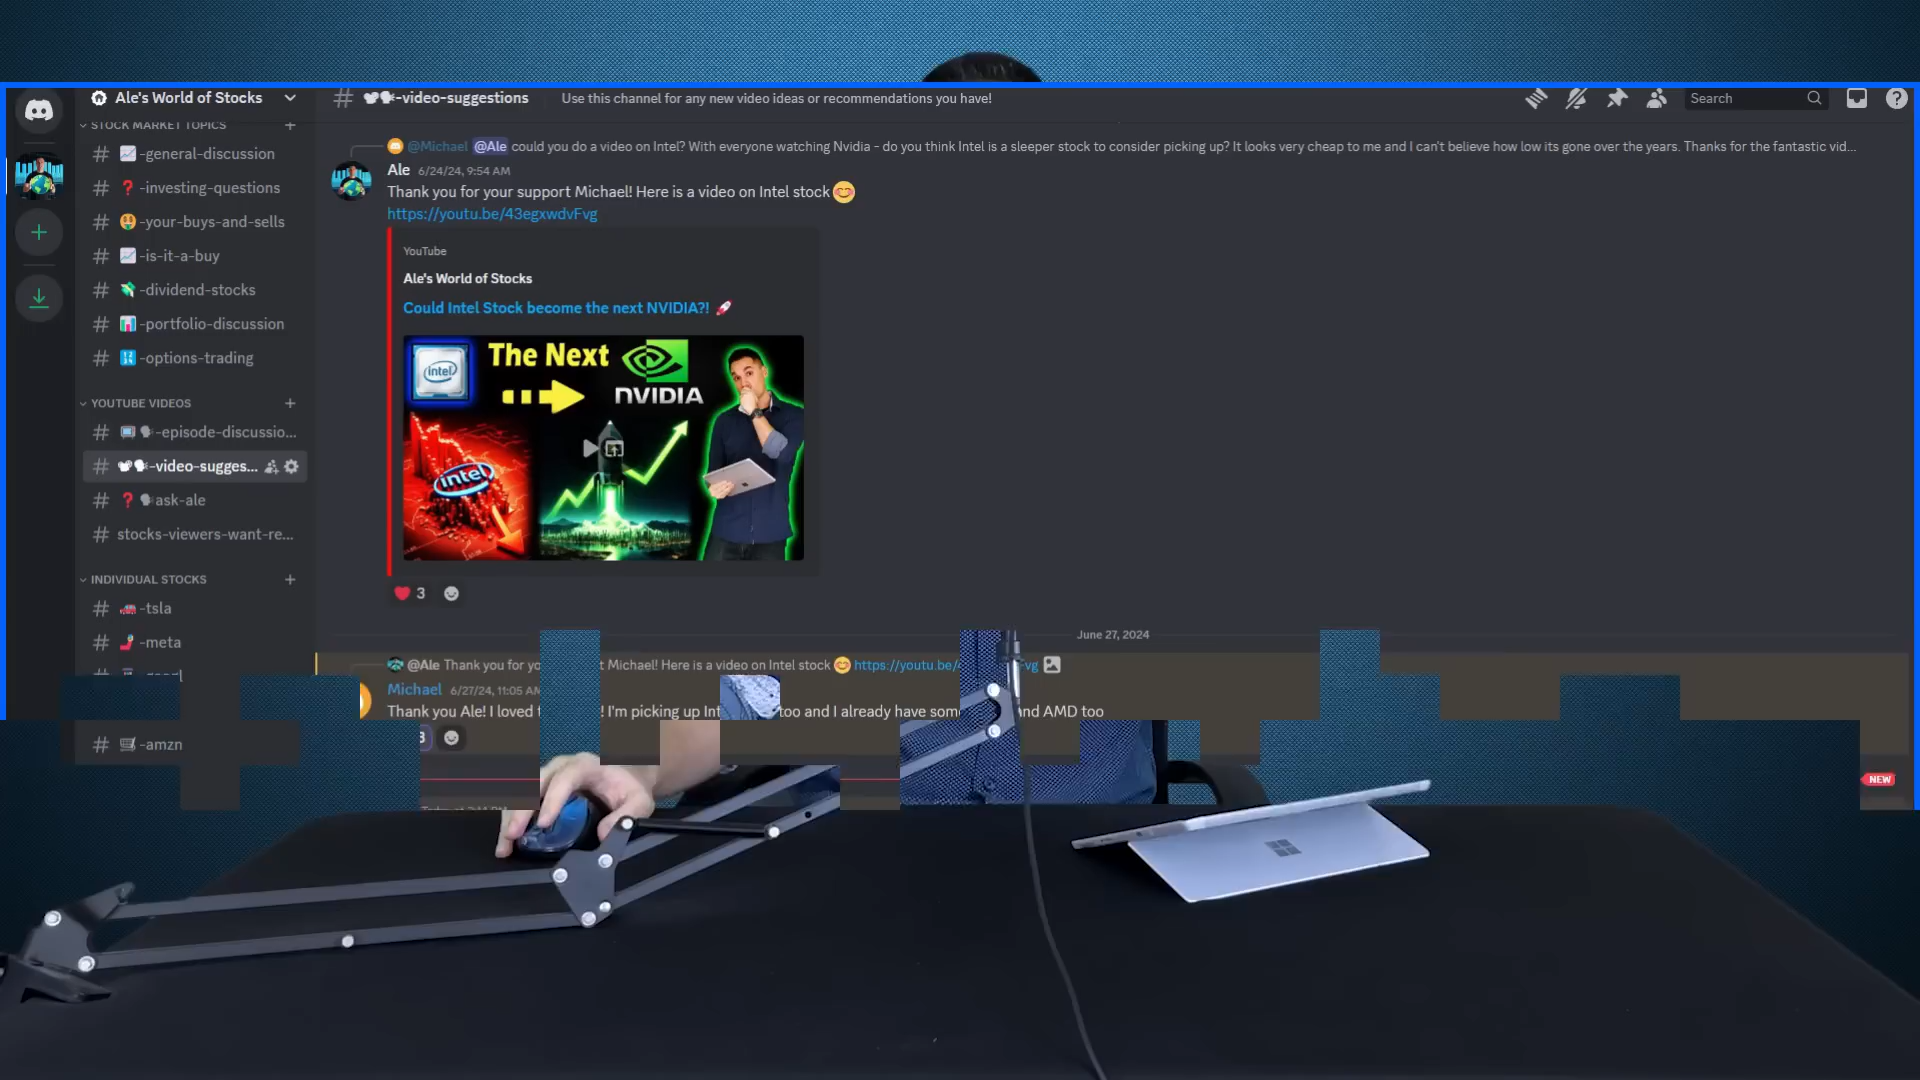 Ale's World of Stocks
# -video-suggestions
Use this channel for any new video ideas or recommendations you have!
Search
STOCK MARKET TOPICS
# -general-discussion
# -investing-questions
# -your-buys-and-sells
# -is-it-a-buy
# -dividend-stocks
# -portfolio-discussion
# -options-trading
YOUTUBE VIDEOS
# -episode-discussio...
# -video-sugges...
# ask-ale
# stocks-viewers-want-re...
INDIVIDUAL STOCKS
# -tsla
# -meta
# -amzn
@Michael @Ale could you do a video on Intel? With everyone watching Nvidia - do you think Intel is a sleeper stock to consider picking up? It looks very cheap to me and I can't believe how low its gone over the years. Thanks for the fantastic vid...
Ale 6/24/24, 9:54 AM
Thank you for your support Michael! Here is a video on Intel stock 😊
https://youtu.be/43egxwdvFvg
YouTube
Ale's World of Stocks
Could Intel Stock become the next NVIDIA?! 🚀
intel
The Next
NVIDIA
intel
❤️ 3
June 27, 2024
@Ale Thank you for yo t Michael! Here is a video on Intel stock 😊 https://youtu.be/ vg
Michael 6/27/24, 11:05 AM
Thank you Ale! I loved ! I'm picking up Int too and I already have som nd AMD too
3
NEW